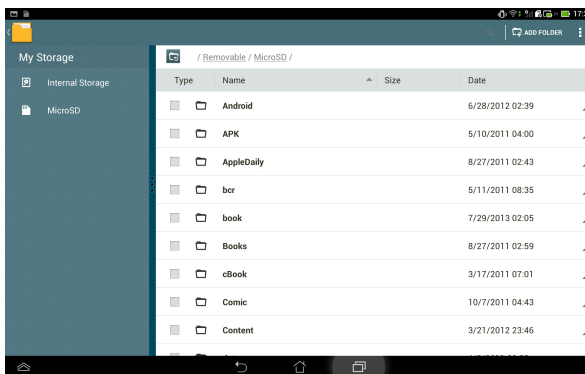 17:
ADD FOLDER
My Storage
/ Removable / MicroSD /
Internal Storage
MicroSD
Type Name Size Date
Android 6/28/2012 02:39
APK 5/10/2011 04:00
AppleDaily 8/27/2011 02:43
bcr 5/11/2011 08:35
book 7/29/2013 02:05
Books 8/27/2011 02:59
cBook 3/17/2011 07:01
Comic 10/7/2011 04:43
Content 3/21/2012 23:46